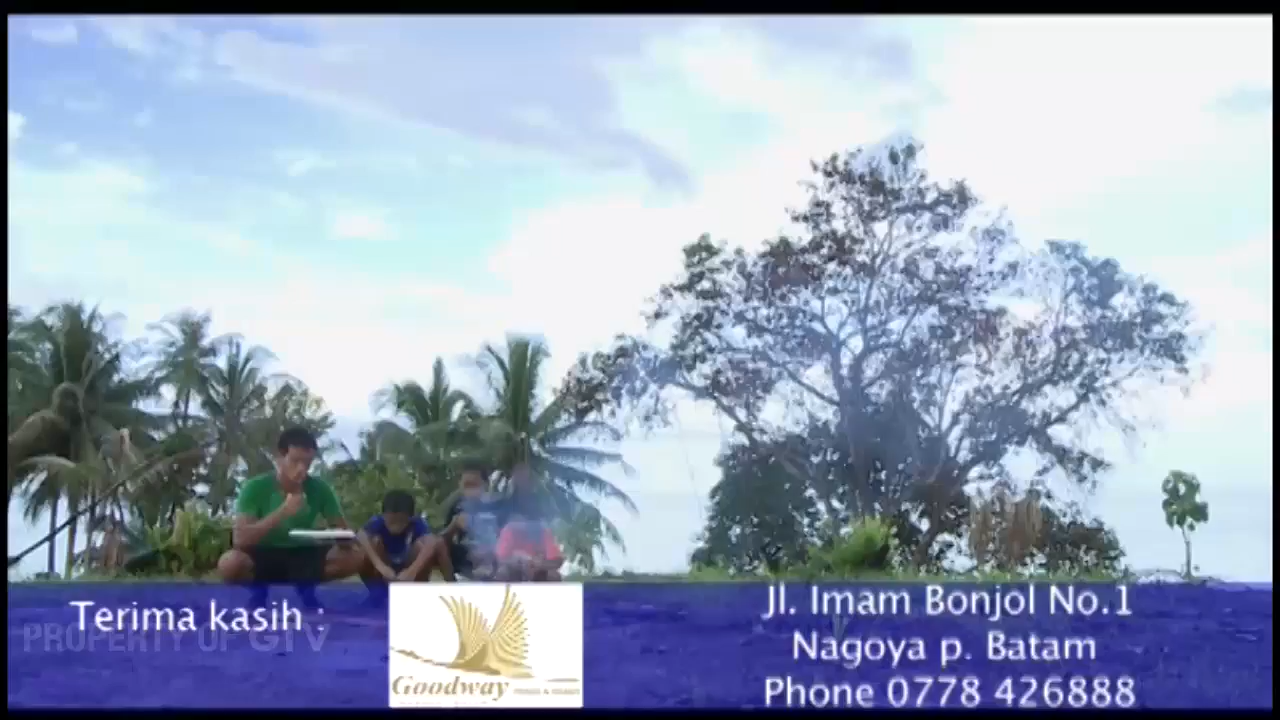 Terima kasih :
PROPERTY OF GTV
Goodway
Jl. Imam Bonjol No.1
Nagoya p. Batam
Phone 0778 426888